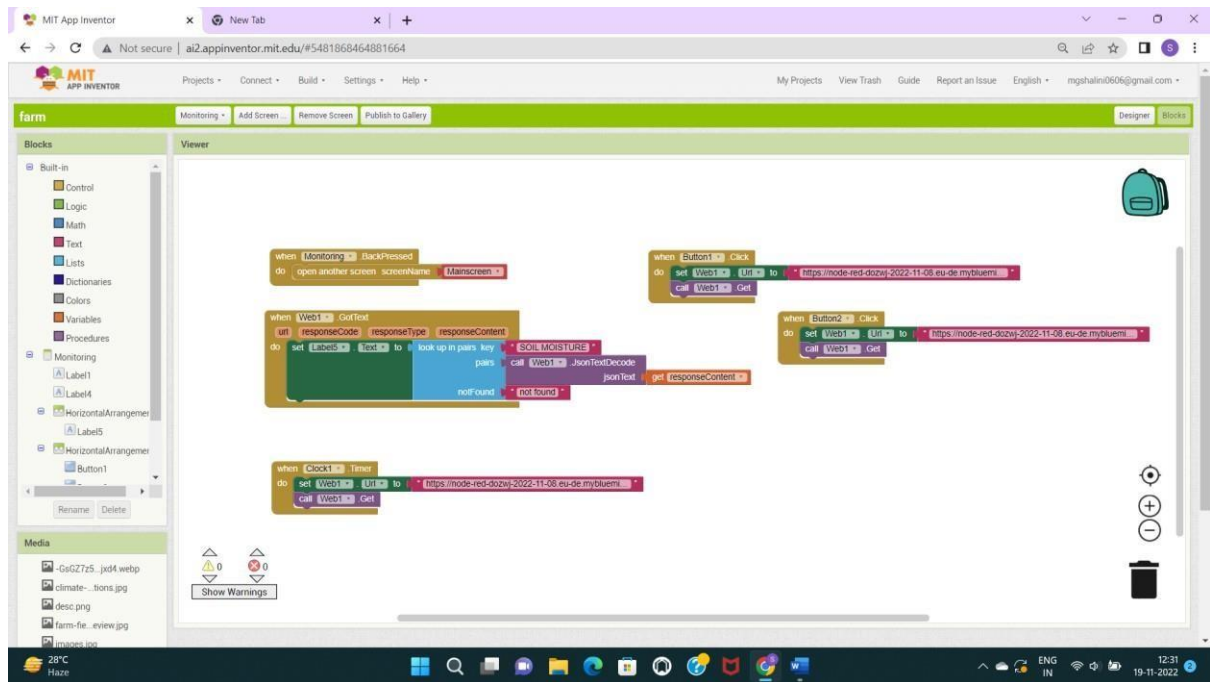 MIT App Inventor
New Tab
Not secure | ai2.appinventor.mit.edu/#5481868464881664
S
MIT
APP INVENTOR
Projects Connect Build Settings Help
My Projects View Trash Guide Report an Issue English mgshalini0606@gmail.com
farm
Monitoring Add Screen ... Remove Screen Publish to Gallery
Designer Blocks
Blocks
Viewer
Built-in
Control
Logic
Math
Text
Lists
Dictionaries
Colors
Variables
Procedures
Monitoring
Label1
Label4
HorizontalArrangemer
Label5
HorizontalArrangemer
Button1
Rename Delete
Media
-GsGZ7z5...jxd4.webp
climate-...tions.jpg
desc.png
farm-fie...eview.jpg
images.jpg
when Monitoring .BackPressed
do open another screen screenName Mainscreen
when Web1 .GotText
url responseCode responseType responseContent
do set Label5 . Text to look up in pairs key " SOIL MOISTURE "
pairs call Web1 .JsonTextDecode
jsonText get responseContent
notFound " not found "
when Clock1 .Timer
do set Web1 . Url to " https://node-red-dozwj-2022-11-08.eu-de.mybluemi... "
call Web1 .Get
when Button1 .Click
do set Web1 . Url to " https://node-red-dozwj-2022-11-08.eu-de.mybluemi... "
call Web1 .Get
when Button2 .Click
do set Web1 . Url to " https://node-red-dozwj-2022-11-08.eu-de.mybluemi... "
call Web1 .Get
0 0
Show Warnings
28°C
Haze
ENG
IN
12:31
19-11-2022
2